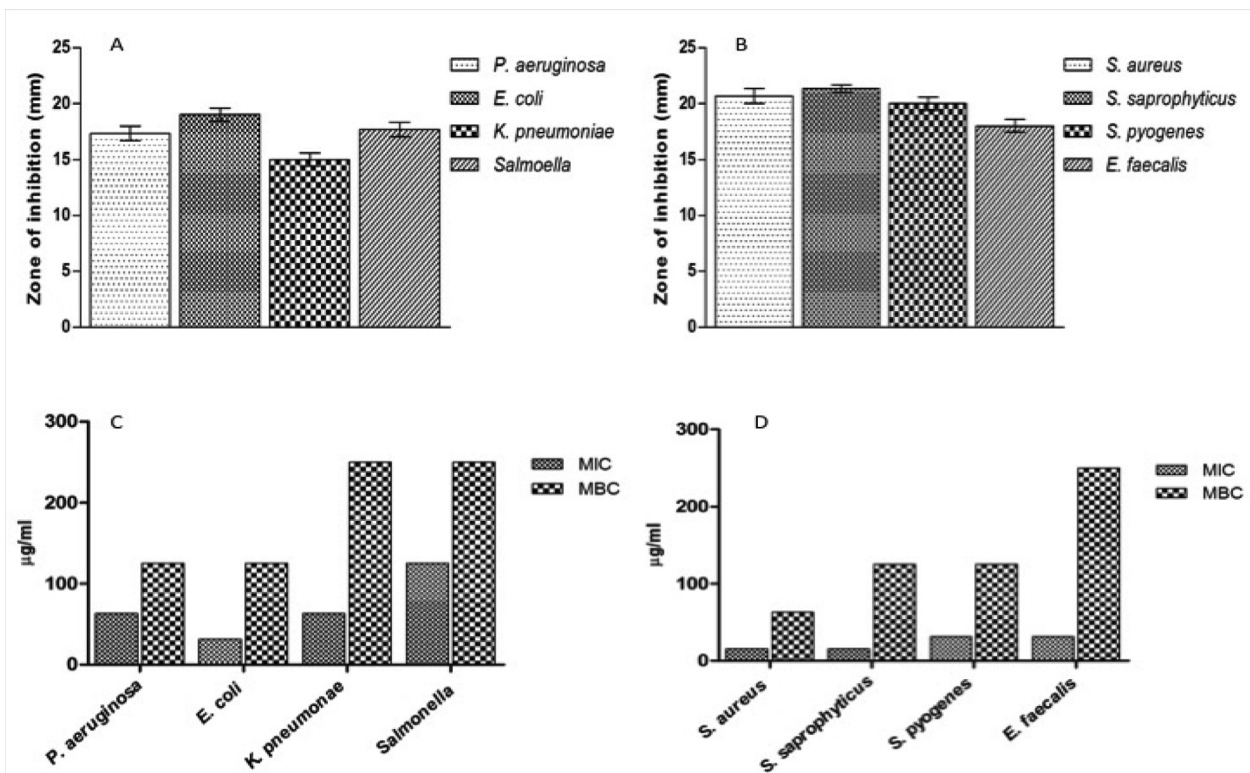 A
25
20
15
10
5
0
Zone of inhibition (mm)
P. aeruginosa
E. coli
K. pneumoniae
Salmoella
B
25
20
15
10
5
0
Zone of inhibition (mm)
S. aureus
S. saprophyticus
S. pyogenes
E. faecalis
C
300
200
100
0
µg/ml
MIC
MBC
P. aeruginosa
E. coli
K. pneumonae
Salmonella
D
300
200
100
0
µg/ml
MIC
MBC
S. aureus
S. saprophyticus
S. pyogenes
E. faecalis